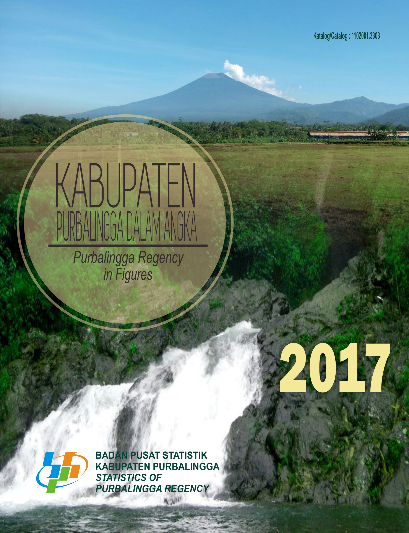 Katalog/Catalog : 1102001.3303
KABUPATEN
PURBALINGGA DALAM ANGKA
Purbalingga Regency
in Figures
2017
BADAN PUSAT STATISTIK
KABUPATEN PURBALINGGA
STATISTICS OF
PURBALINGGA REGENCY